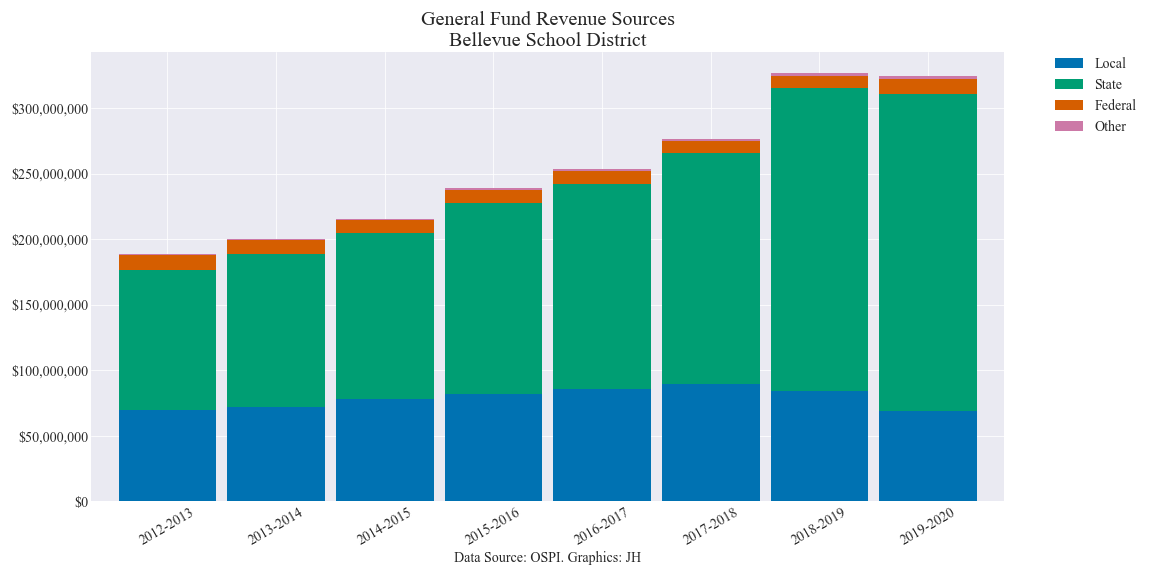 General Fund Revenue Sources
Bellevue School District
Local
State
Federal
Other
$300,000,000
$250,000,000
$200,000,000
$150,000,000
$100,000,000
$50,000,000
$0
2012-2013
2013-2014
2014-2015
2015-2016
2016-2017
2017-2018
2018-2019
2019-2020
Data Source: OSPI. Graphics: JH